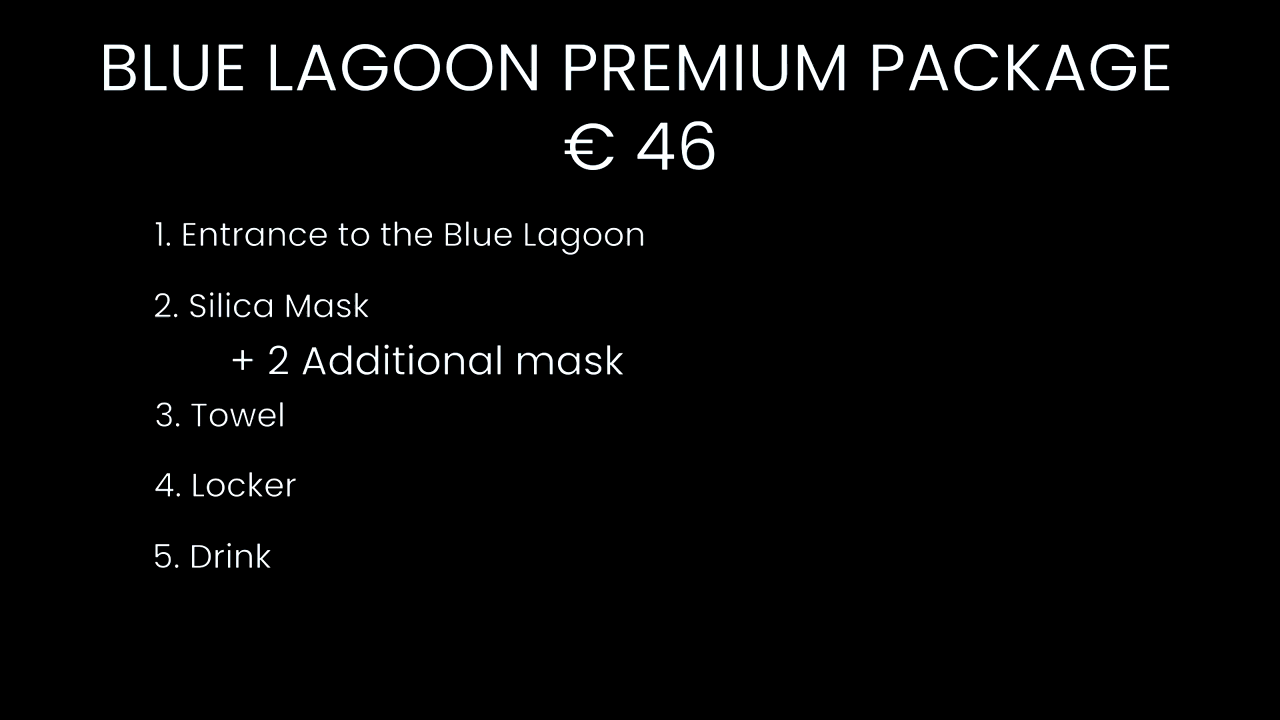 BLUE LAGOON PREMIUM PACKAGE
€ 46
1. Entrance to the Blue Lagoon
2. Silica Mask
+ 2 Additional mask
3. Towel
4. Locker
5. Drink